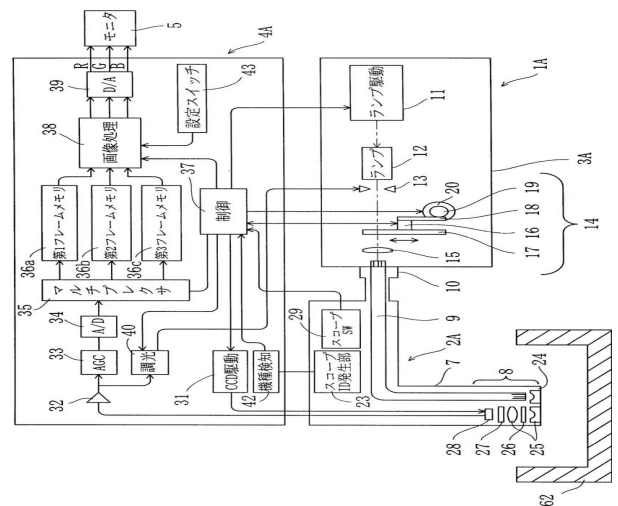 5
モニタ
4A
R
G
B
39
D/A
43
設定スイッチ
38
画像処理
37
制御
36a
第1フレームメモリ
36b
第2フレームメモリ
36c
第3フレームメモリ
35
マルチプレクサ
34
A/D
33
AGC
40
調光
32
31
CCD駆動
42
機種検知
1A
3A
11
ランプ駆動
12
ランプ
13
20
19
18
16
17
14
15
10
9
29
スコープSW
2A
23
スコープID発生部
7
8
24
28
27
26
25
62